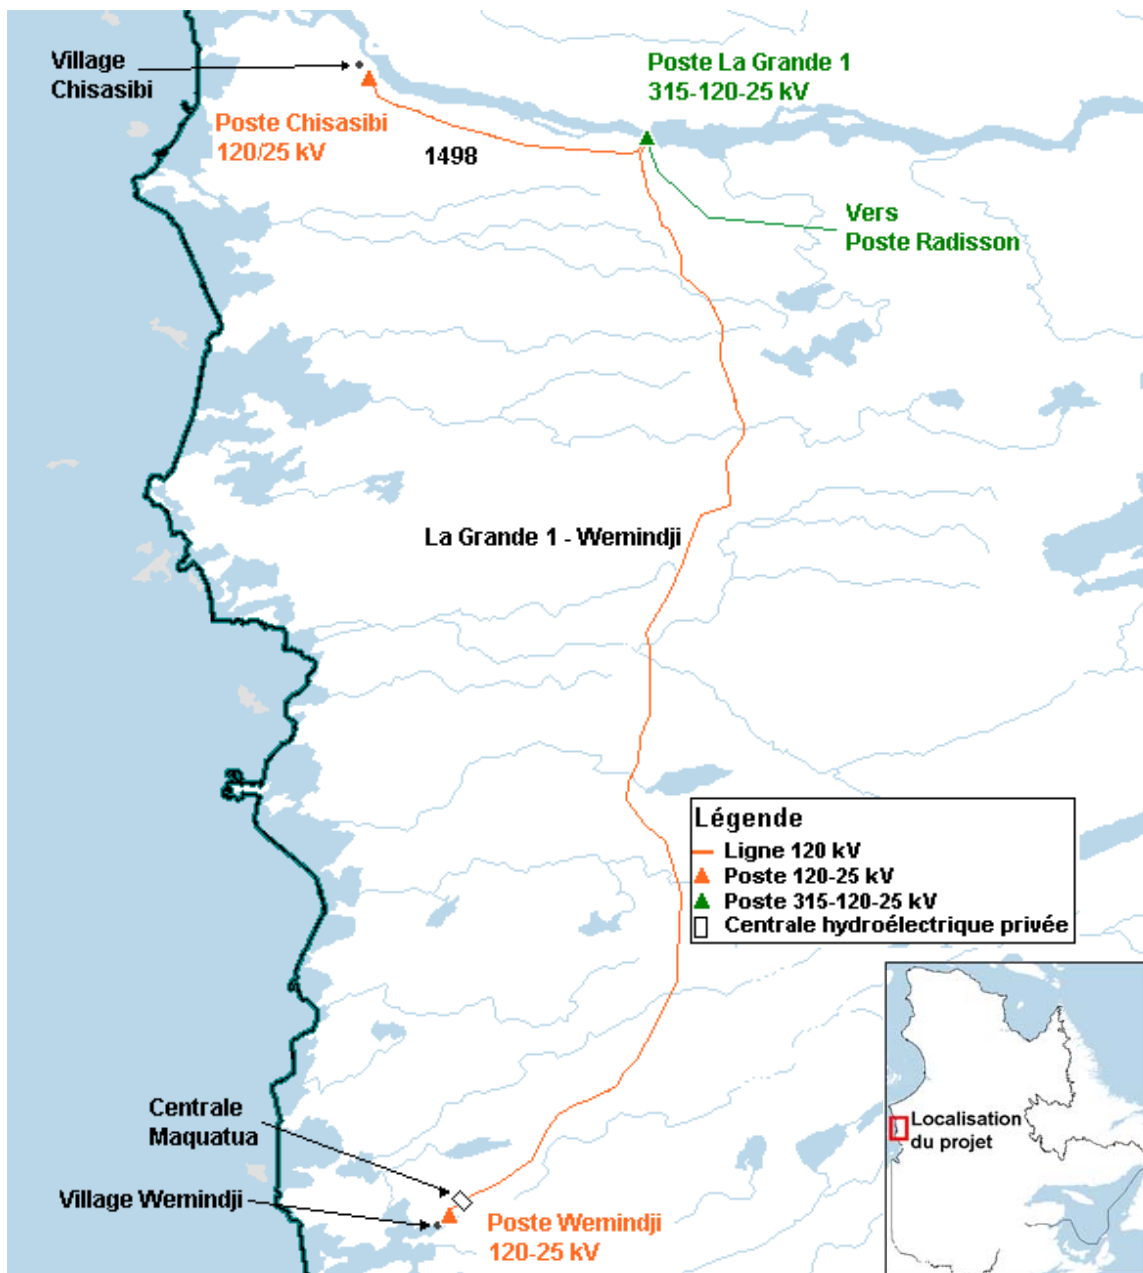 Village
Chisasibi
Poste La Grande 1
315-120-25 kV
Poste Chisasibi
120/25 kV
1498
Vers
Poste Radisson
La Grande 1 - Wemindji
Légende
Ligne 120 kV
Poste 120-25 kV
Poste 315-120-25 kV
Centrale hydroélectrique privée
Centrale
Maquatua
Localisation
du projet
Village Wemindji
Poste Wemindji
120-25 kV